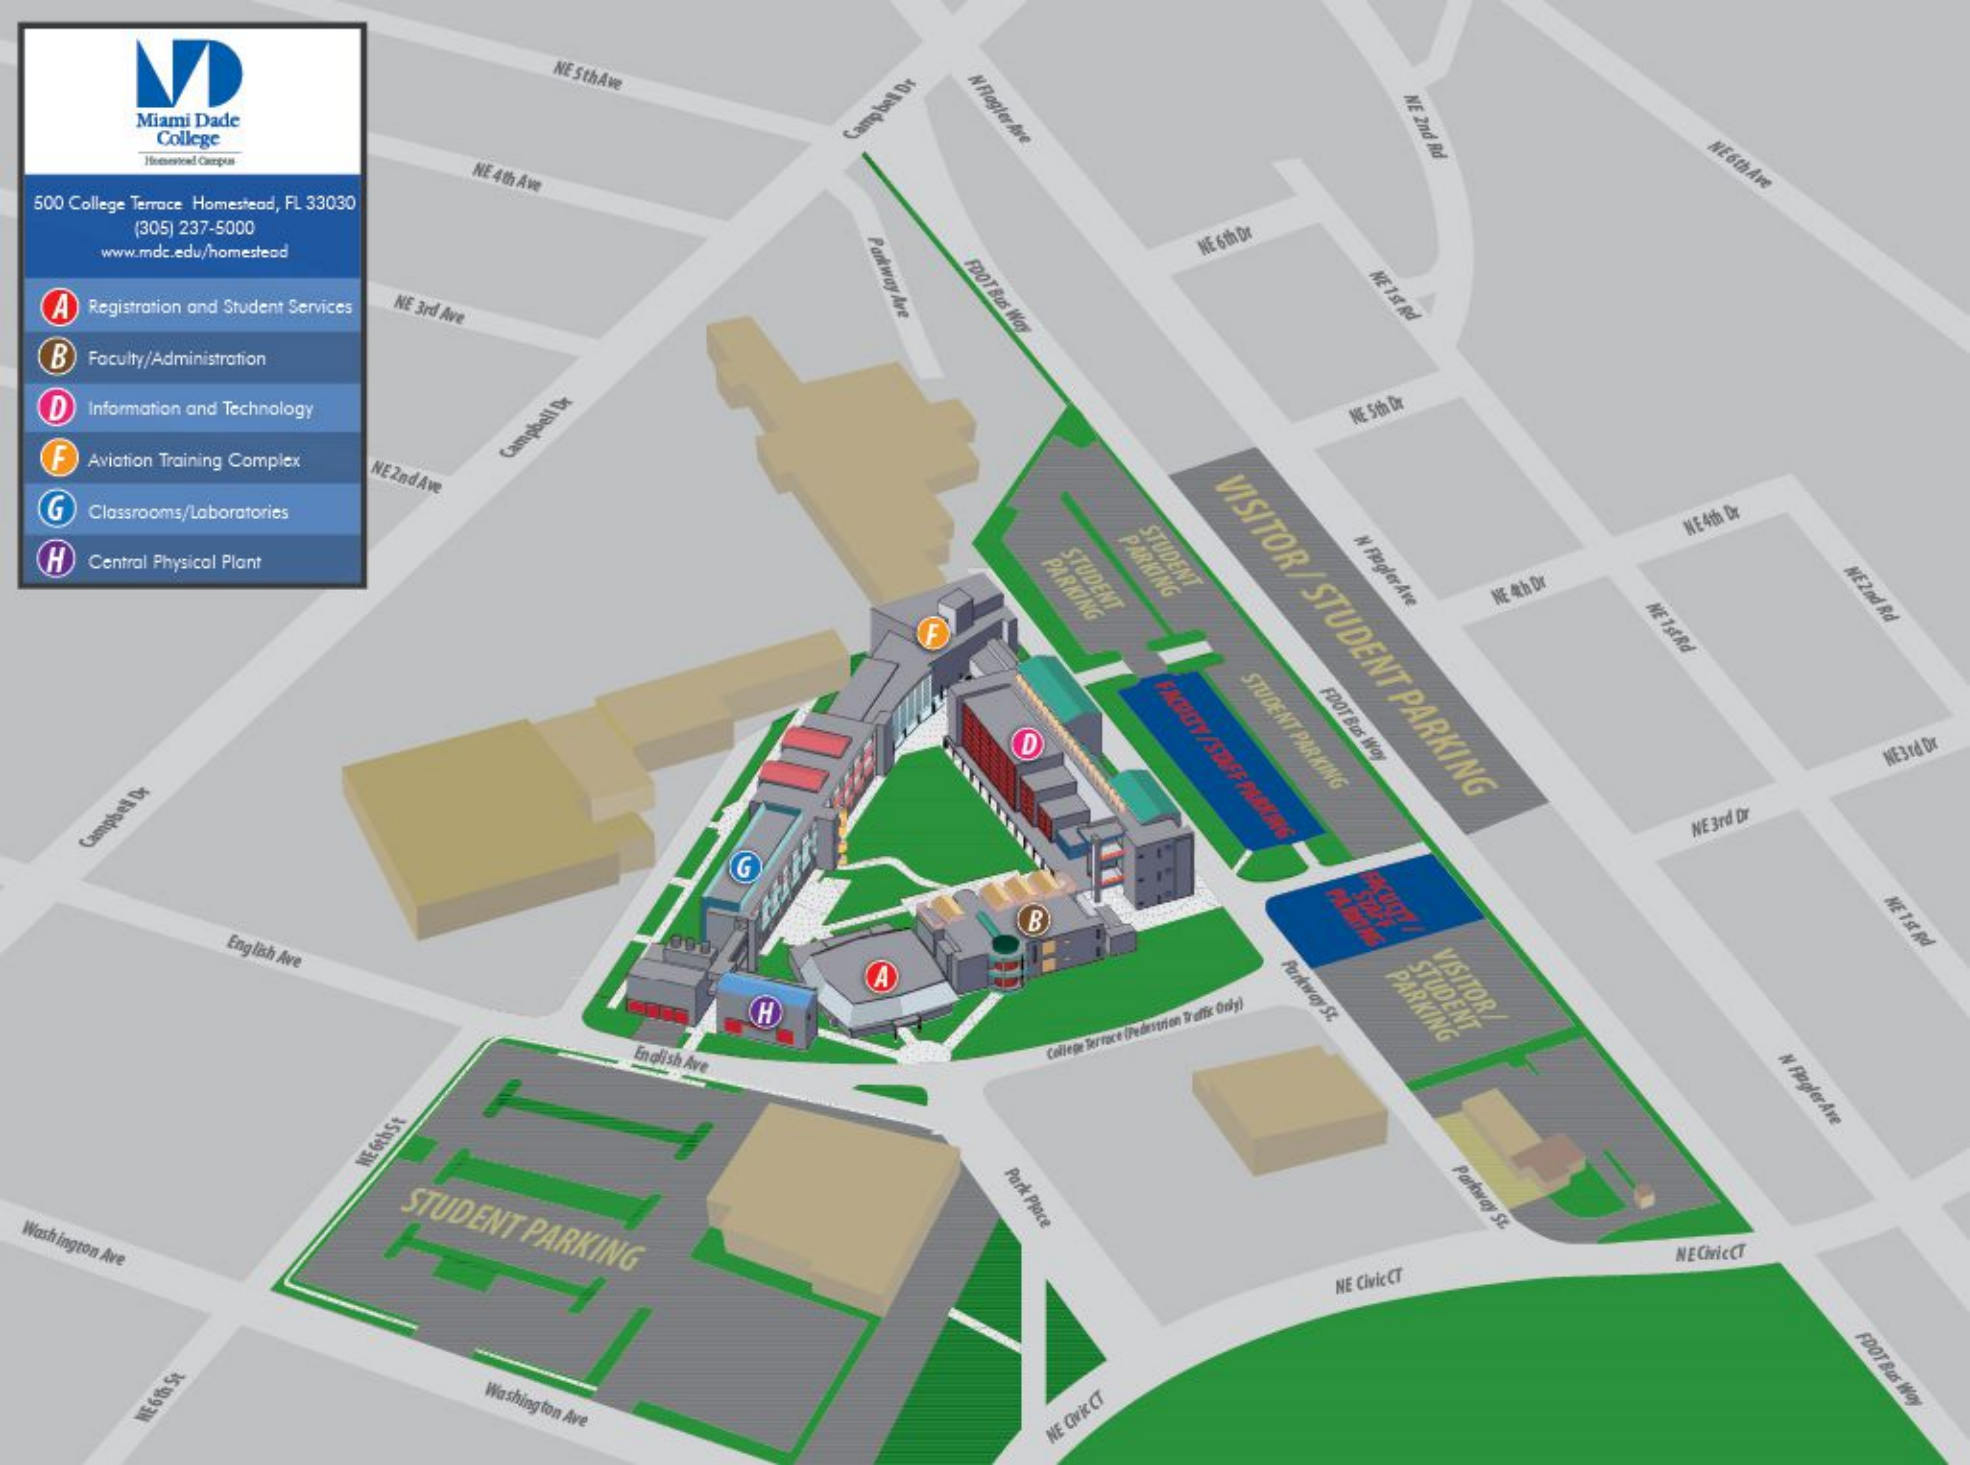 Miami Dade
College
Homestead Campus
500 College Terrace Homestead, FL 33030
(305) 237-5000
www.mdc.edu/homestead
A Registration and Student Services
B Faculty/Administration
D Information and Technology
F Aviation Training Complex
G Classrooms/Laboratories
H Central Physical Plant
NE 5th Ave
Campbell Dr
N Flagler Ave
NE 2nd Rd
NE 6th Ave
NE 4th Ave
Parkway Ave
FDOT Bus Way
NE 6th Dr
NE 1st Rd
NE 3rd Ave
Campbell Dr
NE 2nd Ave
NE 5th Dr
VISITOR / STUDENT PARKING
STUDENT
PARKING
STUDENT
PARKING
N Flagler Ave
NE 4th Dr
NE 4th Dr
NE 2nd Rd
NE 1st Rd
F
D
G
B
A
H
FACULTY / STAFF PARKING
STUDENT PARKING
FDOT Bus Way
NE 3rd Dr
NE 3rd Dr
Campbell Dr
FACULTY /
STAFF
PARKING
NE 1st Rd
English Ave
VISITOR /
STUDENT
PARKING
Parkway St.
College Terrace (Pedestrian Traffic Only)
English Ave
N Flagler Ave
NE 6th St
STUDENT PARKING
Park Place
Parkway St.
Washington Ave
NE Civic CT
NE Civic CT
FDOT Bus Way
NE 6th St
Washington Ave
NE Civic CT